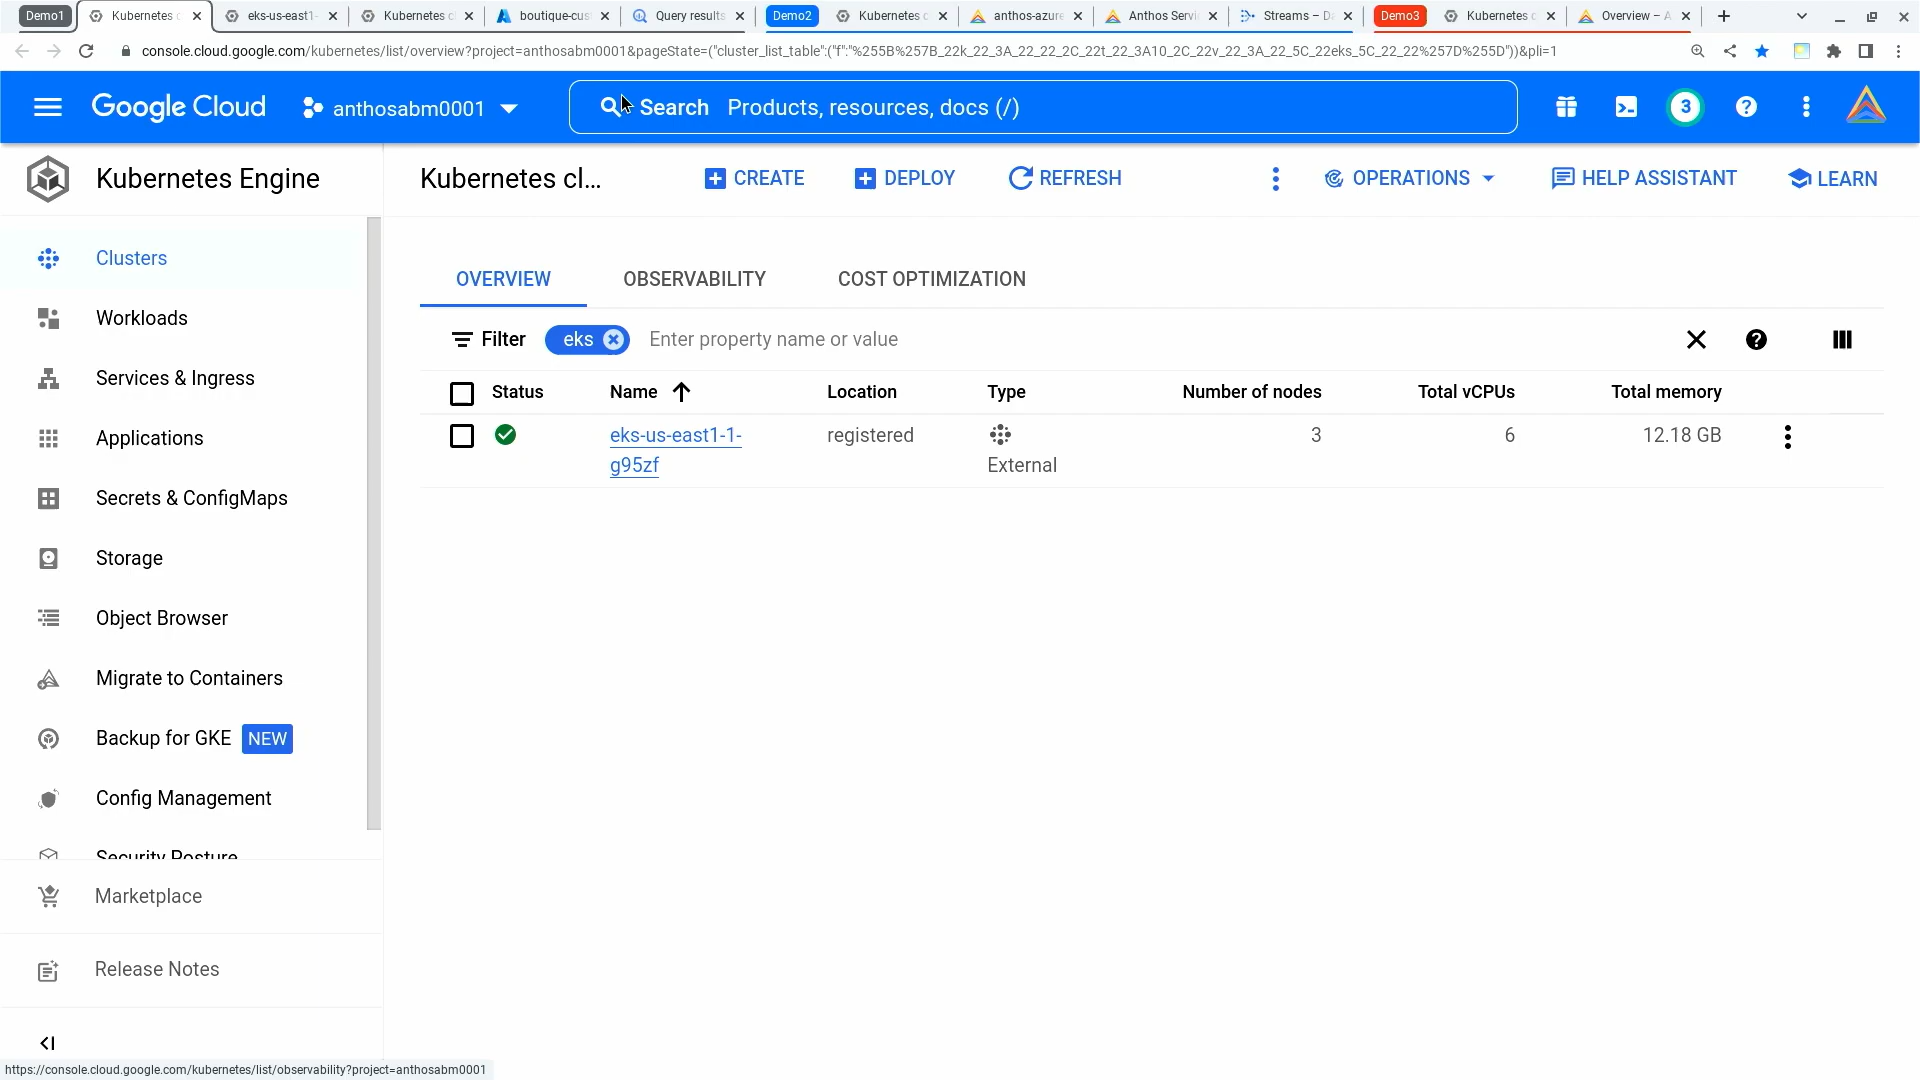 Demo1
Kubernetes c
eks-us-east1-
Kubernetes c
boutique-cus
Query results
Demo2
Kubernetes c
anthos-azure
Anthos Servi
Streams – D
Demo3
Kubernetes c
Overview – A
console.cloud.google.com/kubernetes/list/overview?project=anthosabm0001&pageState=("cluster_list_table":("f":"%255B%257B_22k_22_3A_22_22_2C_22t_22_3A10_2C_22v_22_3A_22_5C_22eks_5C_22_22%257D%255D"))&pli=1
Google Cloud
anthosabm0001
Search Products, resources, docs (/)
3
Kubernetes Engine
Kubernetes cl...
CREATE
DEPLOY
REFRESH
OPERATIONS
HELP ASSISTANT
LEARN
Clusters
Workloads
Services & Ingress
Applications
Secrets & ConfigMaps
Storage
Object Browser
Migrate to Containers
Backup for GKE NEW
Config Management
Security Posture
Marketplace
Release Notes
OVERVIEW
OBSERVABILITY
COST OPTIMIZATION
Filter eks Enter property name or value
Status Name Location Type Number of nodes Total vCPUs Total memory
eks-us-east1-1- registered 3 6 12.18 GB
g95zf External
https://console.cloud.google.com/kubernetes/list/observability?project=anthosabm0001